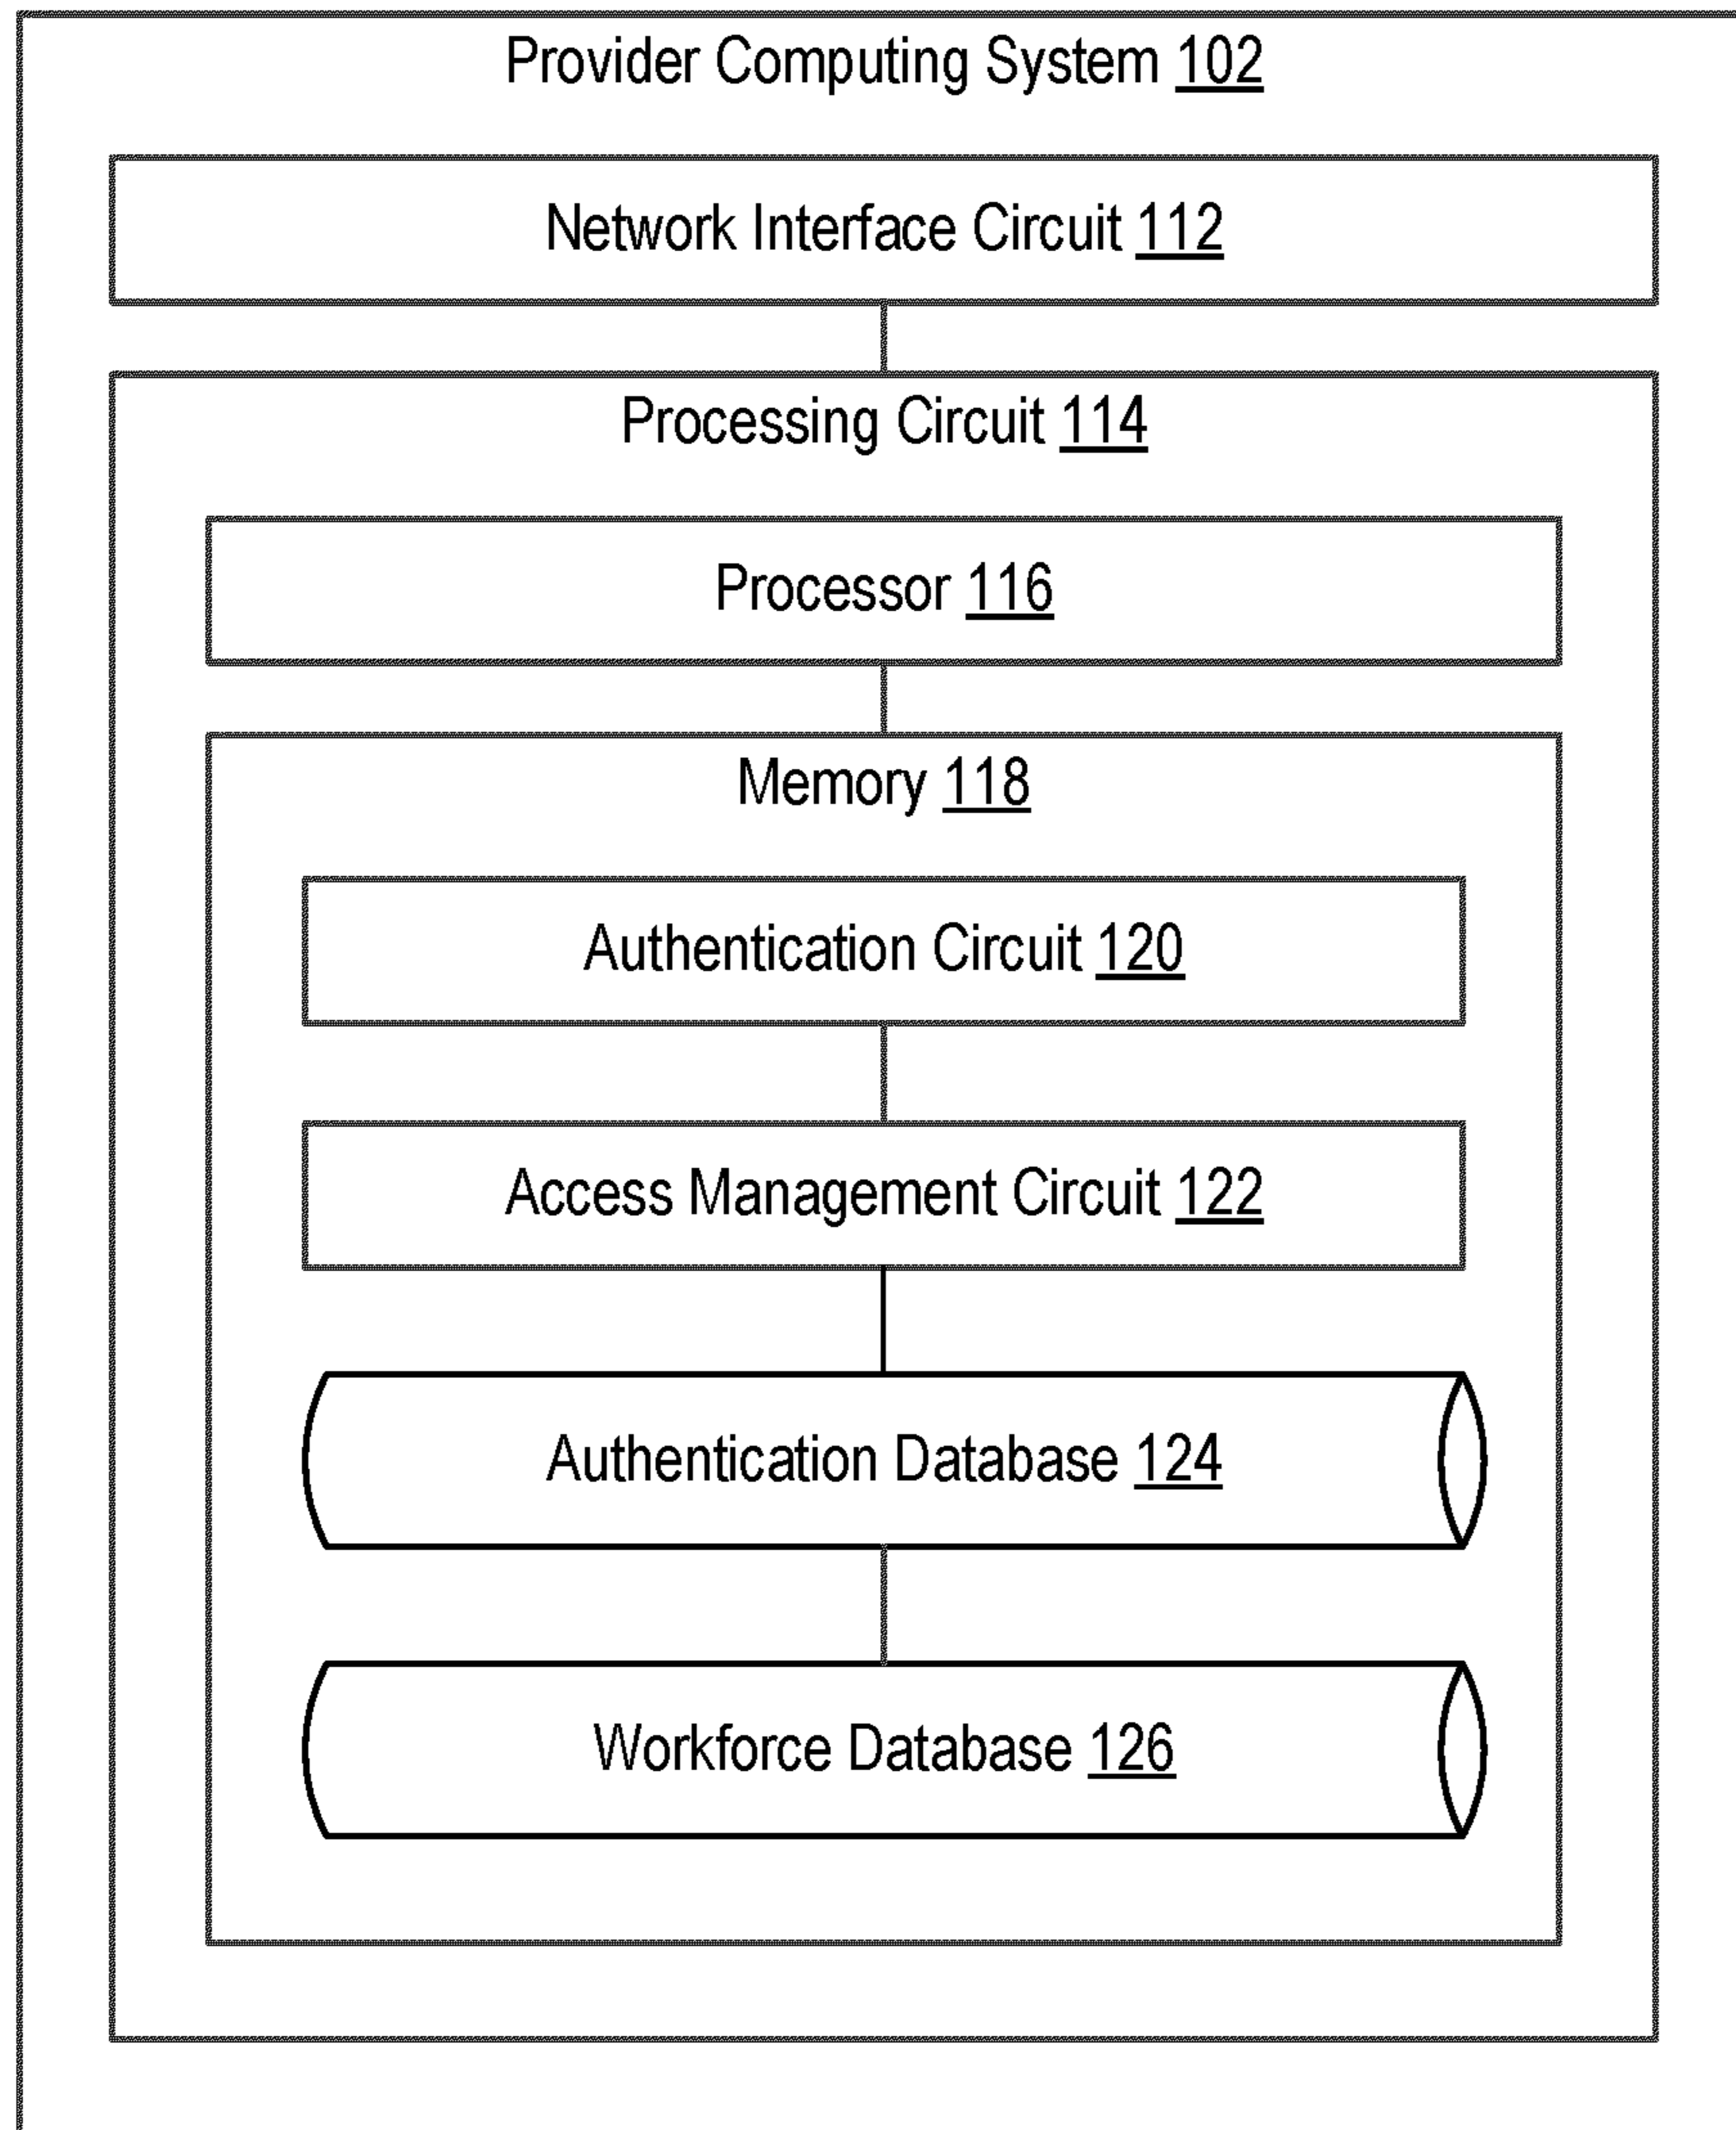 Provider Computing System 102
Network Interface Circuit 112
Processing Circuit 114
Processor 116
Memory 118
Authentication Circuit 120
Access Management Circuit 122
Authentication Database 124
Workforce Database 126